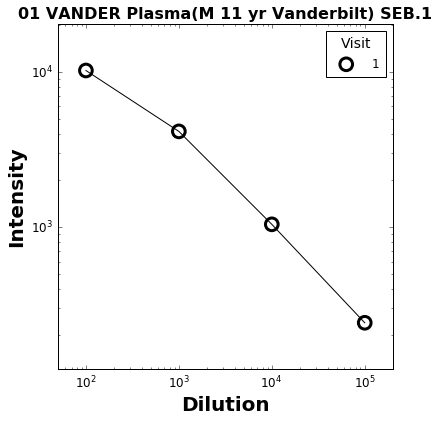 01 VANDER Plasma(M 11 yr Vanderbilt) SEB.1
Visit
1
10^4
10^3
Intensity
10^2 10^3 10^4 10^5
Dilution